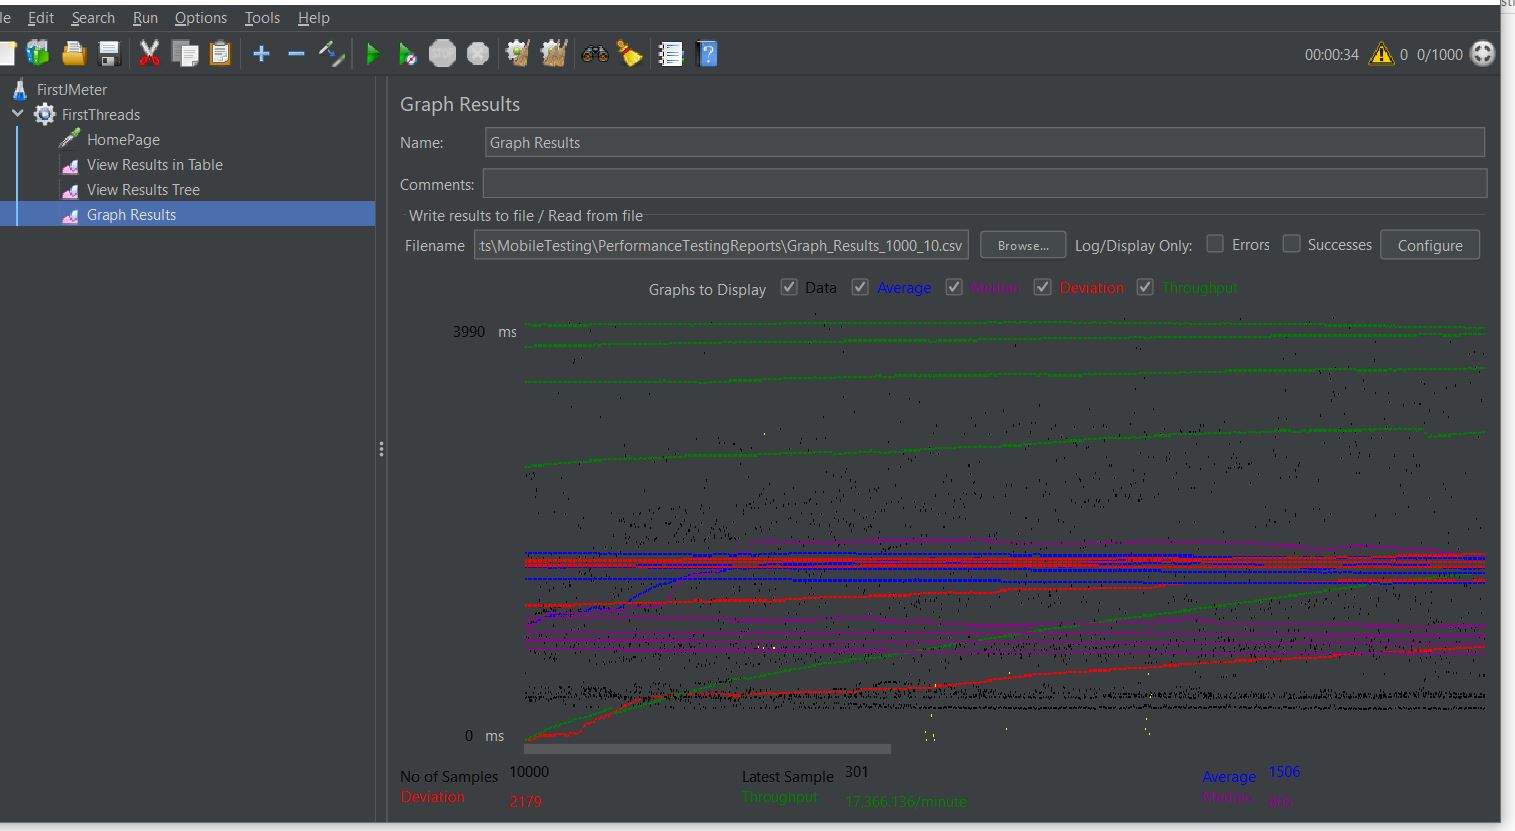 le Edit Search Run Options Tools Help
00:00:34 0 0/1000
FirstJMeter
FirstThreads
HomePage
View Results in Table
View Results Tree
Graph Results
Graph Results
Name: Graph Results
Comments:
Write results to file / Read from file
Filename ts\MobileTesting\PerformanceTestingReports\Graph_Results_1000_10.csv Browse... Log/Display Only: Errors Successes Configure
Graphs to Display Data Average Median Deviation Throughput
3990 ms
0 ms
No of Samples 10000 Latest Sample 301 Average 1506
Deviation 2179 Throughput 17,366.136/minute Median